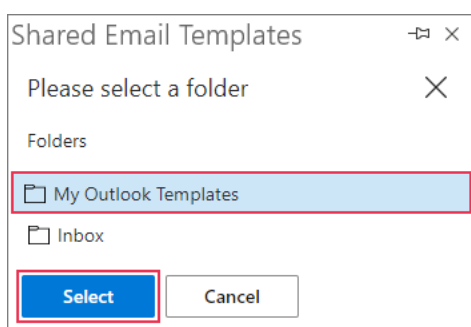 Shared Email Templates
Please select a folder
Folders
My Outlook Templates
Inbox
Select Cancel